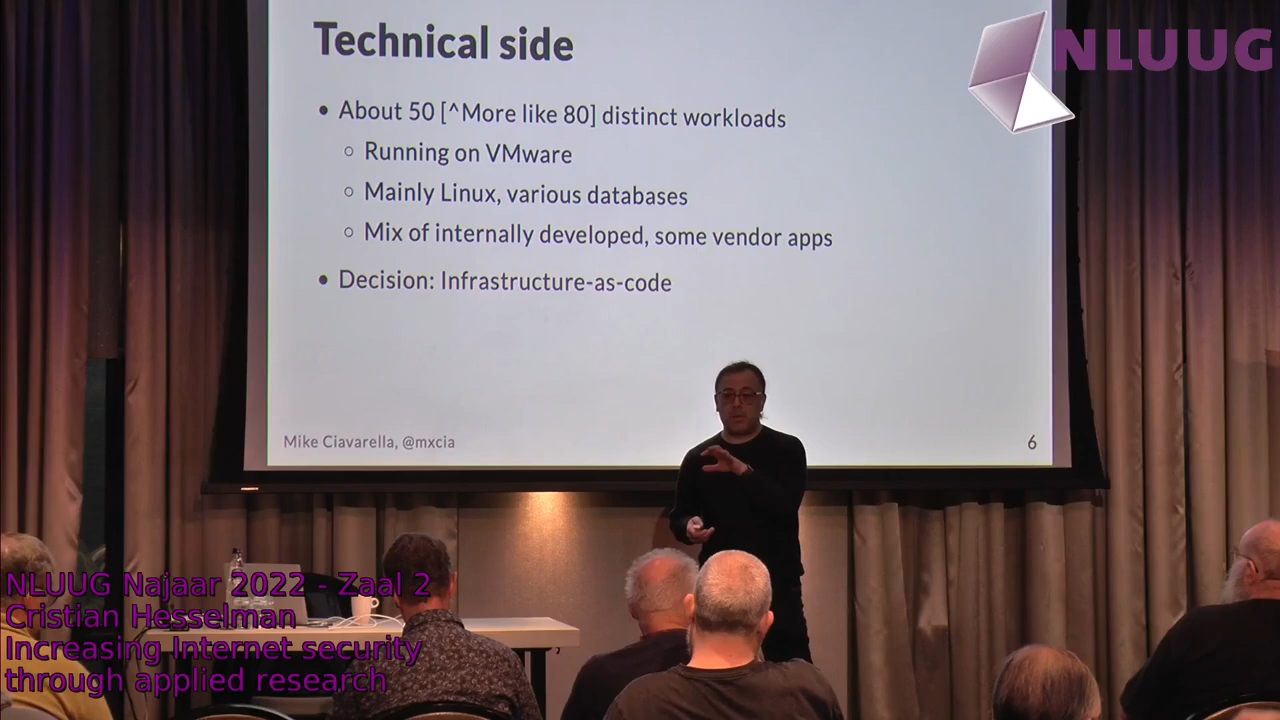 Technical side
NLUUG
• About 50 [^More like 80] distinct workloads
○ Running on VMware
○ Mainly Linux, various databases
○ Mix of internally developed, some vendor apps
• Decision: Infrastructure-as-code
Mike Ciavarella, @mxcia
6
NLUUG Najaar 2022 - Zaal 2
Cristian Hesselman
Increasing Internet security
through applied research